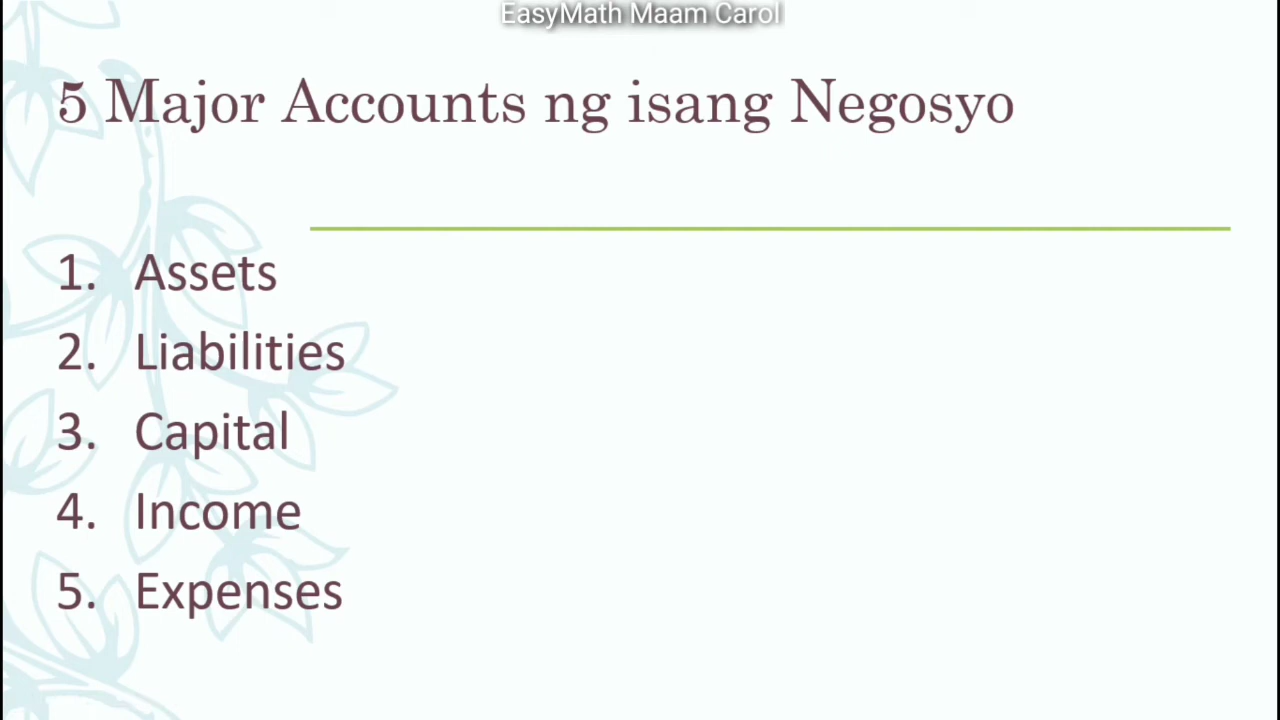 EasyMath Maam Carol
5 Major Accounts ng isang Negosyo
1. Assets
2. Liabilities
3. Capital
4. Income
5. Expenses